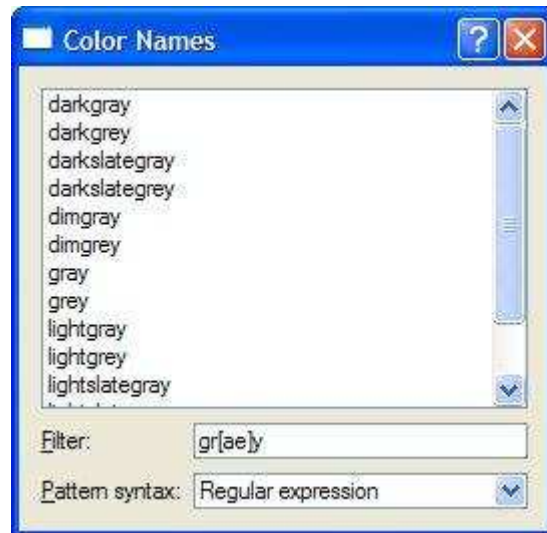 Color Names
darkgray
darkgrey
darkslategray
darkslategrey
dimgray
dimgrey
gray
grey
lightgray
lightgrey
lightslategray
Filter: gr[ae]y
Pattern syntax: Regular expression